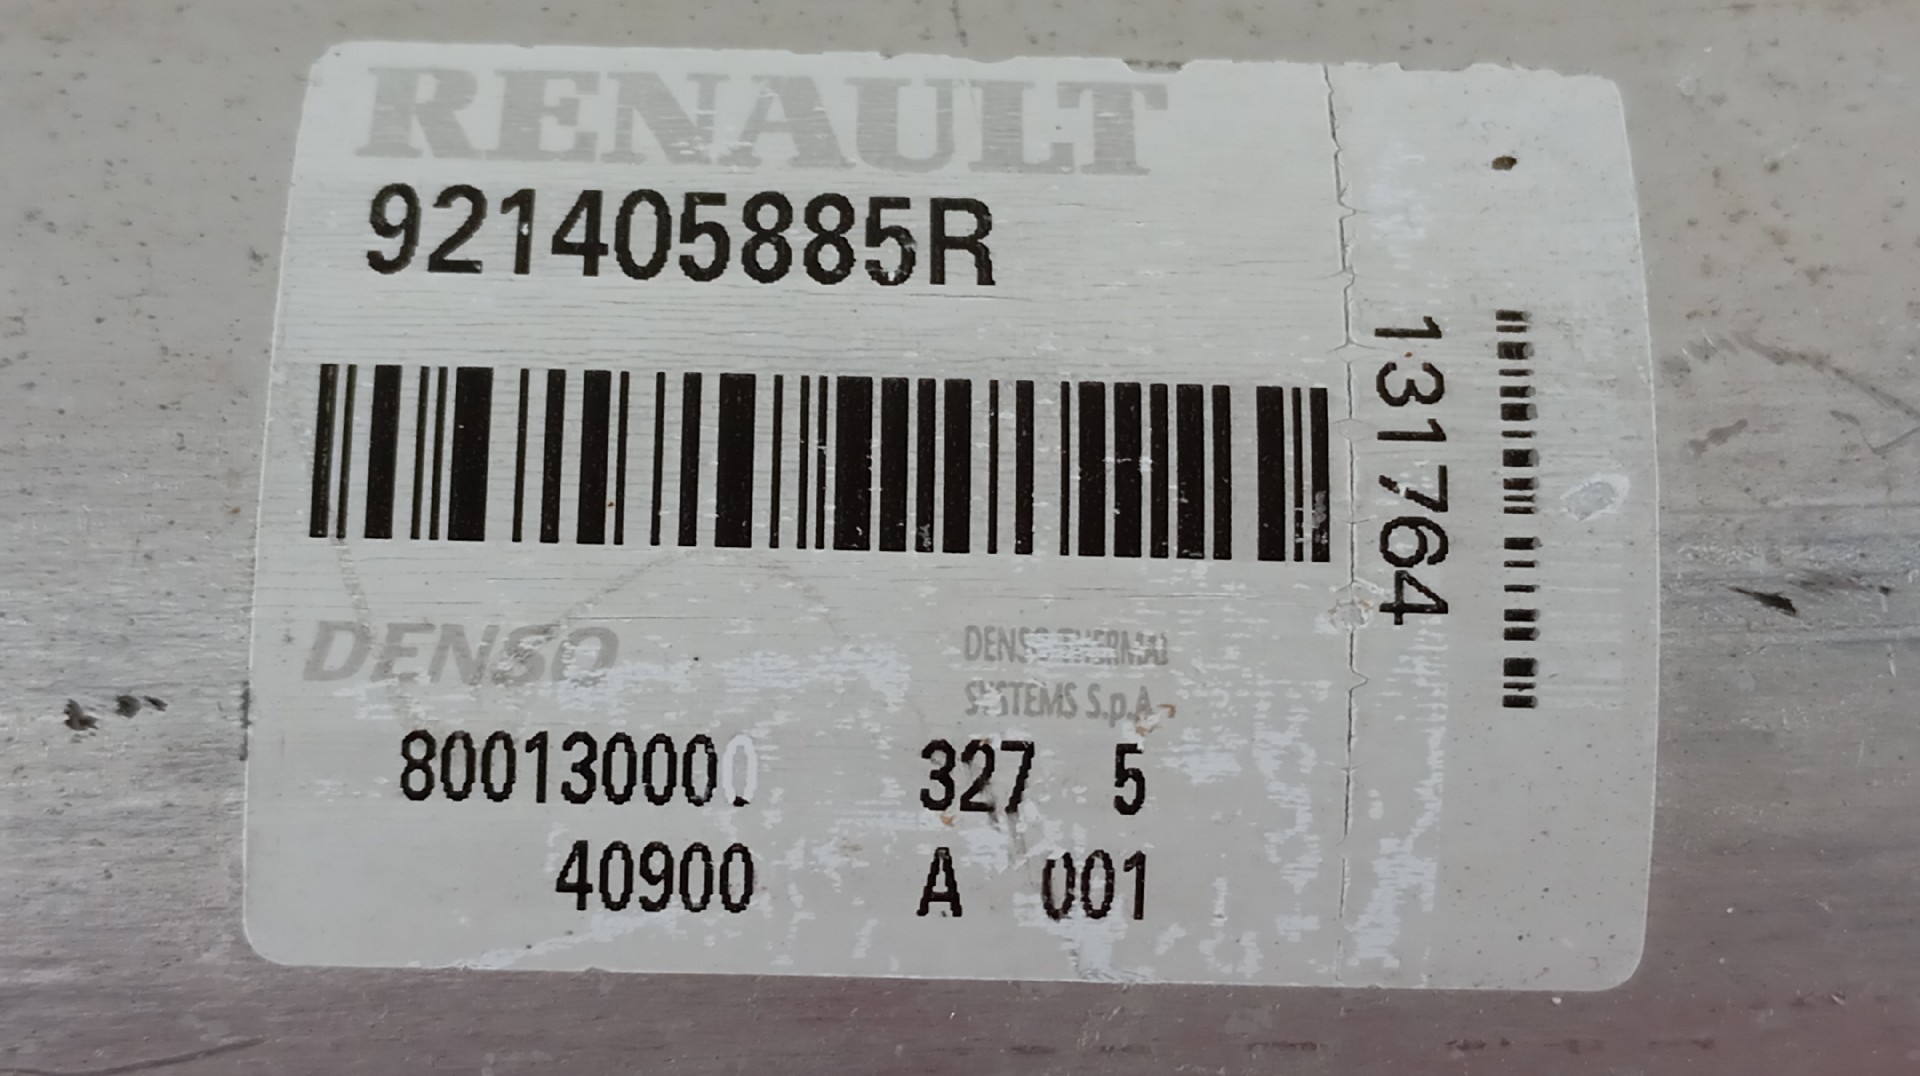 RENAULT
921405885R
DENSO
DENSO THERMAL
SYSTEMS S.p.A.
327 5
40900 A 001
131764